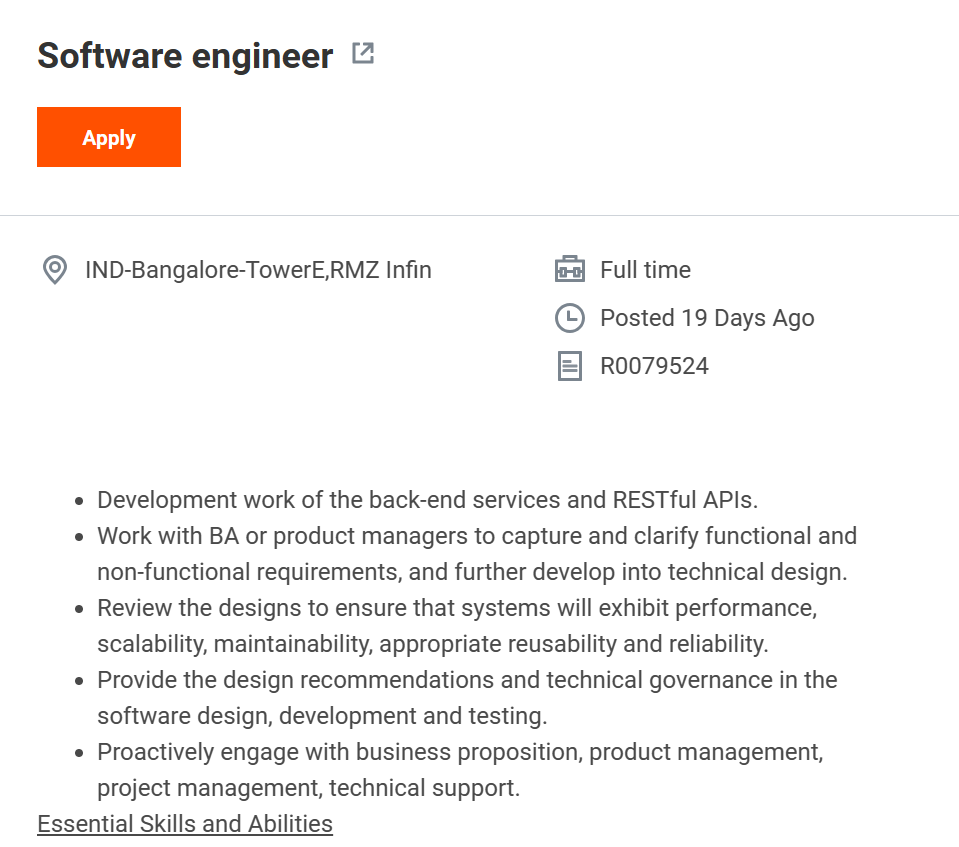 Software engineer
Apply
IND-Bangalore-TowerE,RMZ Infin
Full time
Posted 19 Days Ago
R0079524
Development work of the back-end services and RESTful APIs.
Work with BA or product managers to capture and clarify functional and
non-functional requirements, and further develop into technical design.
Review the designs to ensure that systems will exhibit performance,
scalability, maintainability, appropriate reusability and reliability.
Provide the design recommendations and technical governance in the
software design, development and testing.
Proactively engage with business proposition, product management,
project management, technical support.
Essential Skills and Abilities